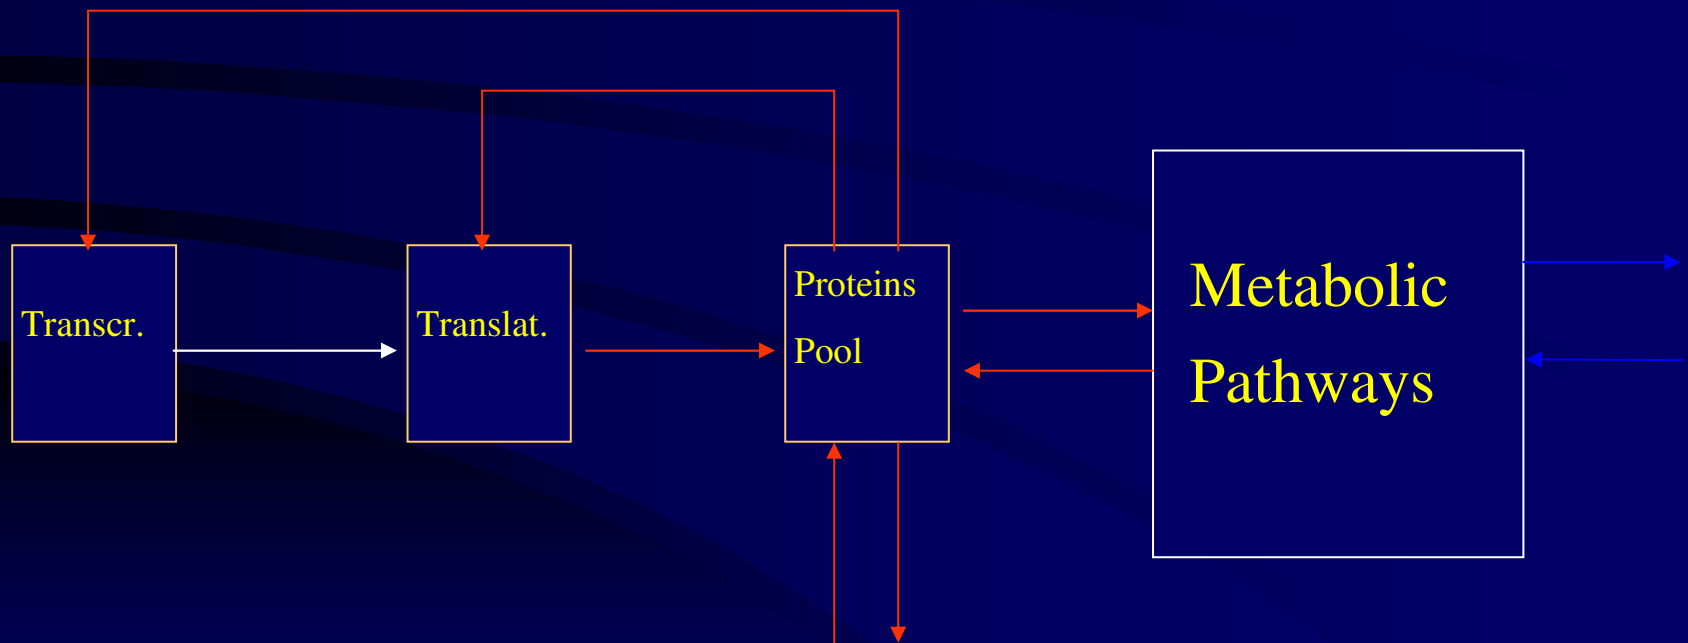 Transcr.
Translat.
Proteins
Pool
Metabolic
Pathways